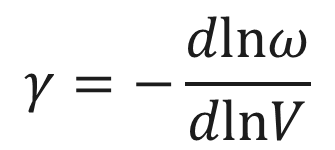 γ = − dlnω / dlnV